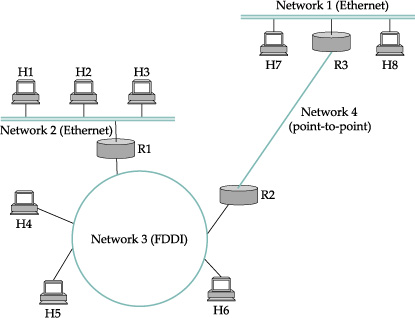 Network 1 (Ethernet)
H7
R3
H8
H1
H2
H3
Network 2 (Ethernet)
R1
Network 4
(point-to-point)
R2
H4
Network 3 (FDDI)
H5
H6